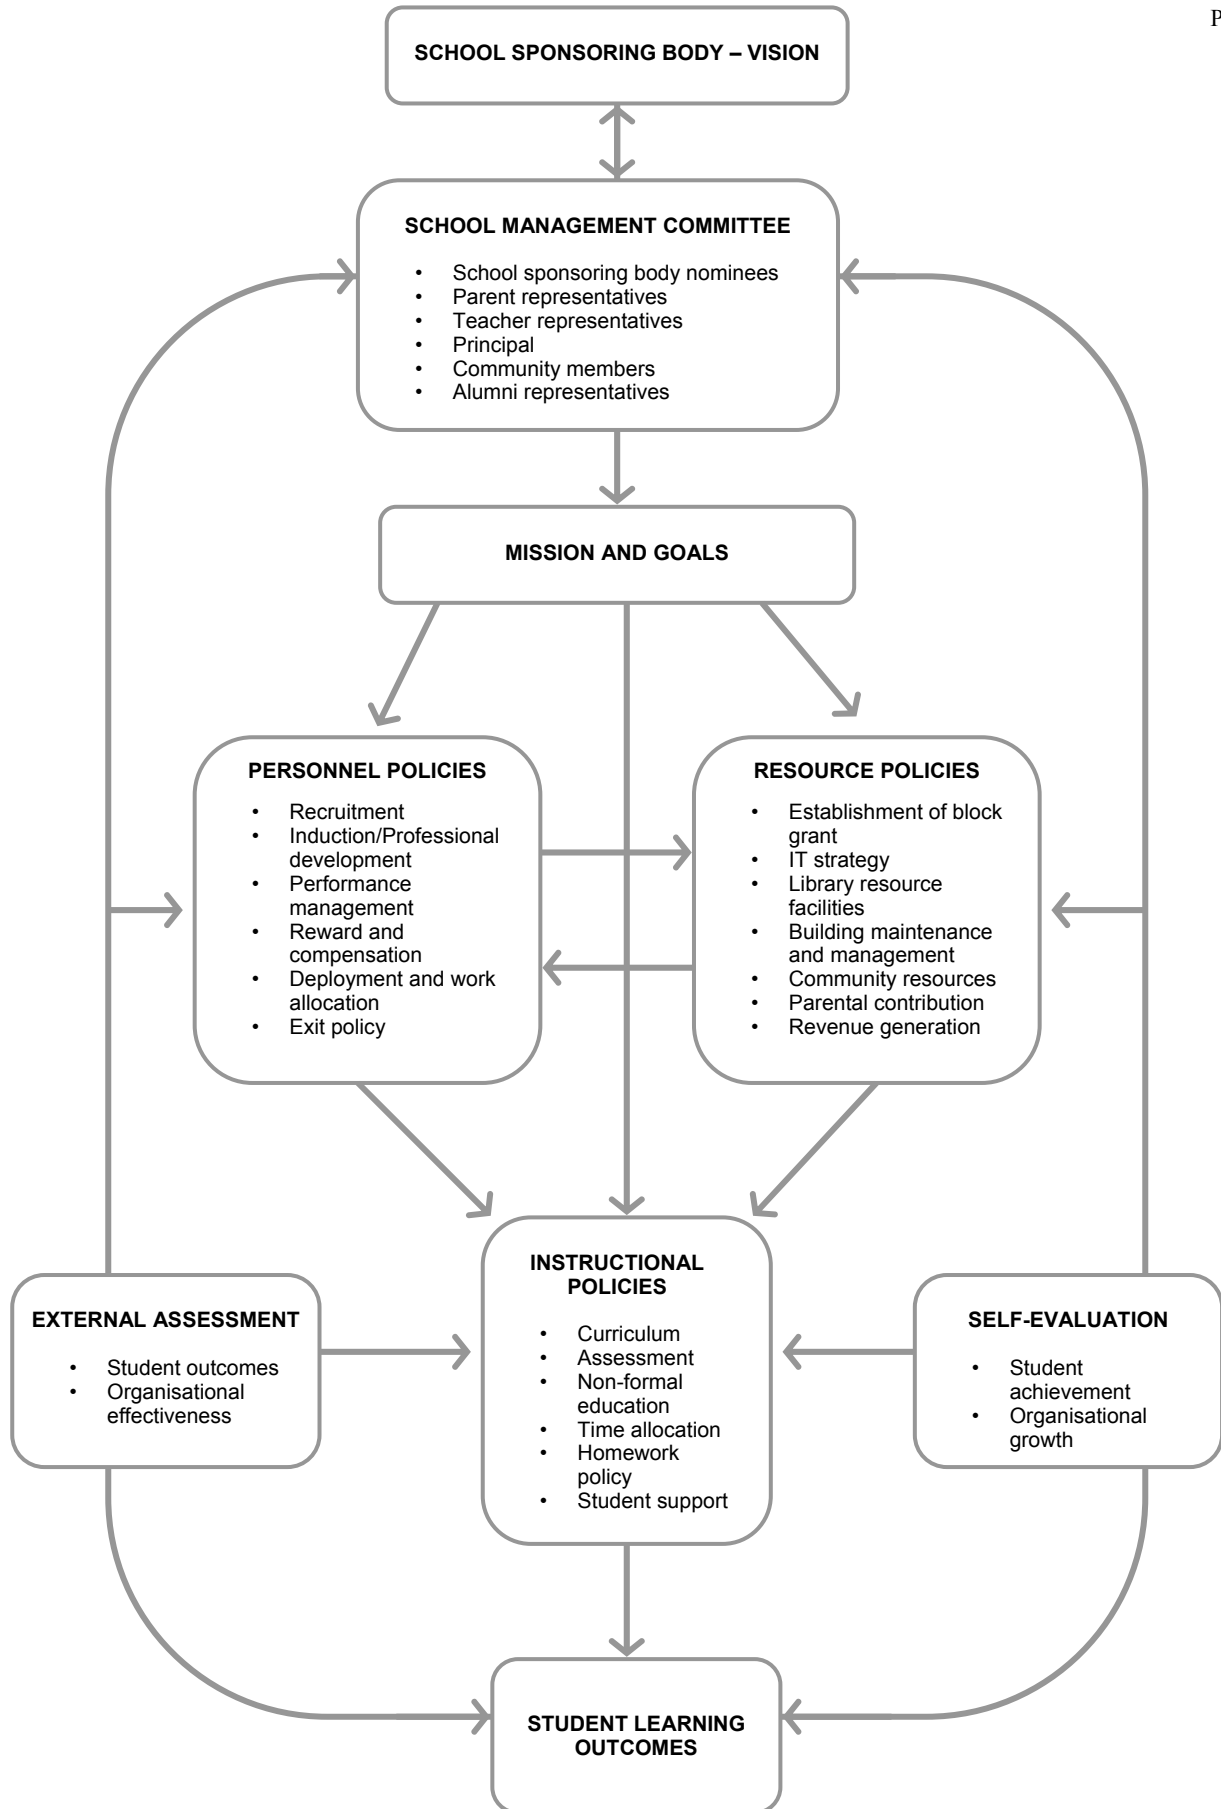 P
SCHOOL SPONSORING BODY – VISION
SCHOOL MANAGEMENT COMMITTEE
• School sponsoring body nominees
• Parent representatives
• Teacher representatives
• Principal
• Community members
• Alumni representatives
MISSION AND GOALS
PERSONNEL POLICIES
• Recruitment
• Induction/Professional
development
• Performance
management
• Reward and
compensation
• Deployment and work
allocation
• Exit policy
RESOURCE POLICIES
• Establishment of block
grant
• IT strategy
• Library resource
facilities
• Building maintenance
and management
• Community resources
• Parental contribution
• Revenue generation
EXTERNAL ASSESSMENT
• Student outcomes
• Organisational
effectiveness
INSTRUCTIONAL
POLICIES
• Curriculum
• Assessment
• Non-formal
education
• Time allocation
• Homework
policy
• Student support
SELF-EVALUATION
• Student
achievement
• Organisational
growth
STUDENT LEARNING
OUTCOMES